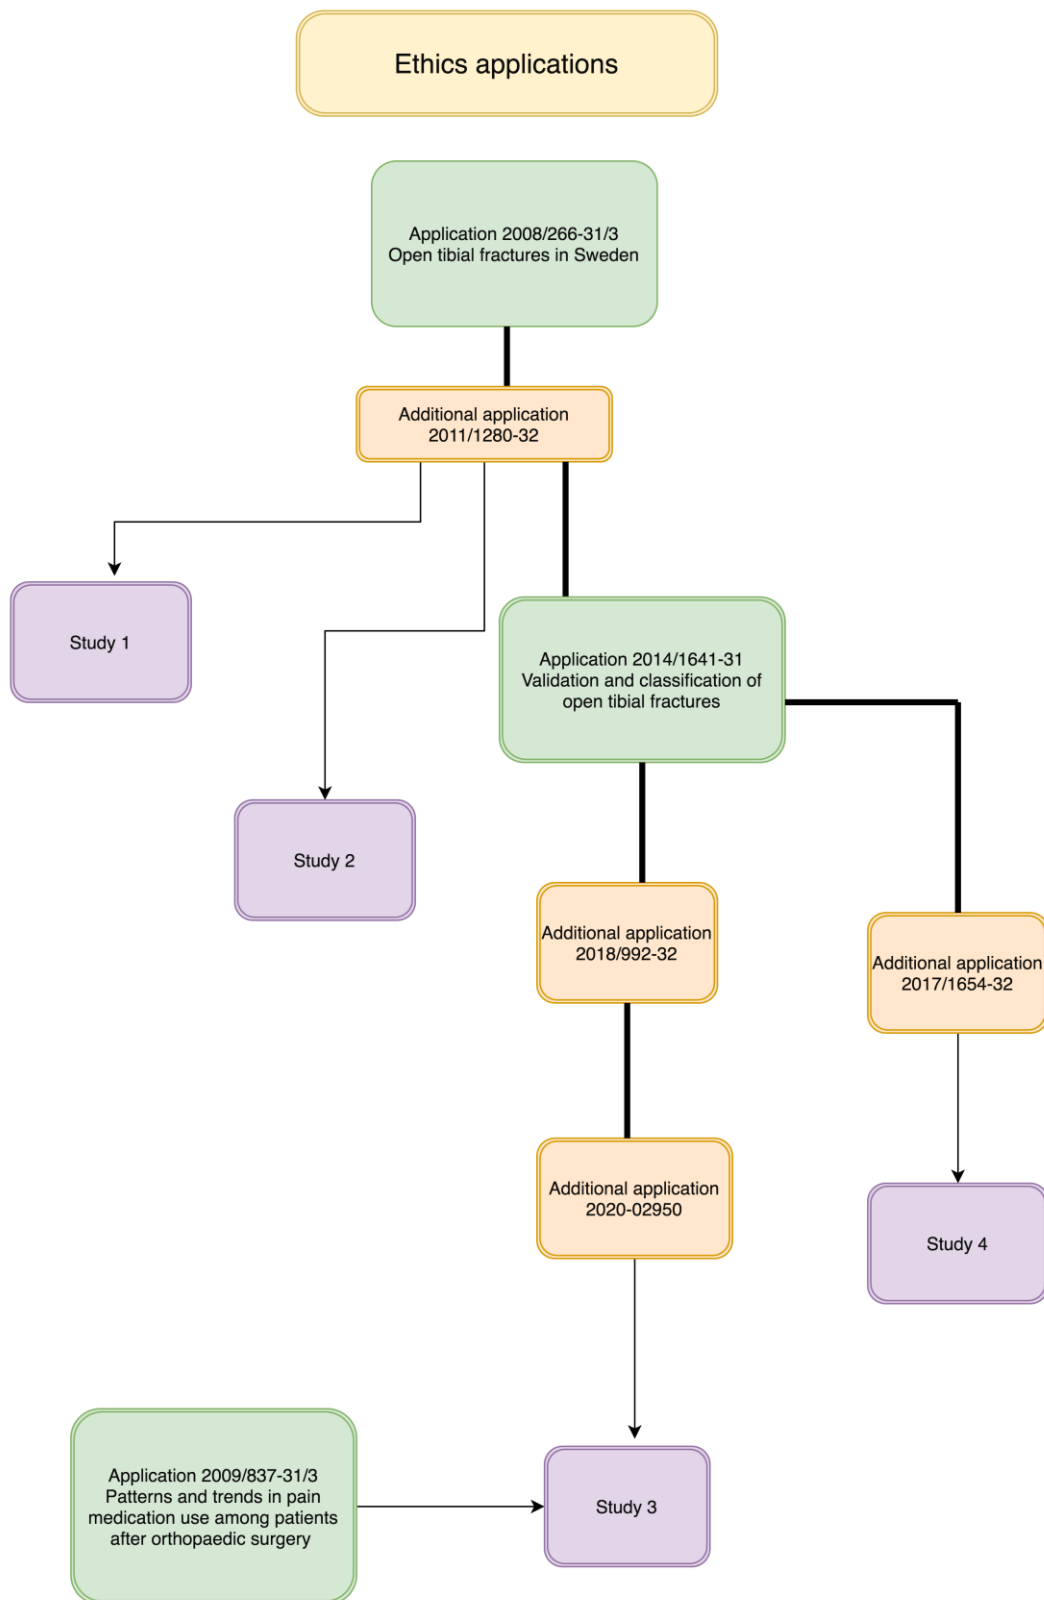 Ethics applications
Application 2008/266-31/3
Open tibial fractures in Sweden
Additional application
2011/1280-32
Study 1
Application 2014/1641-31
Validation and classification of
open tibial fractures
Study 2
Additional application
2018/992-32
Additional application
2017/1654-32
Additional application
2020-02950
Study 4
Application 2009/837-31/3
Patterns and trends in pain
medication use among patients
after orthopaedic surgery
Study 3